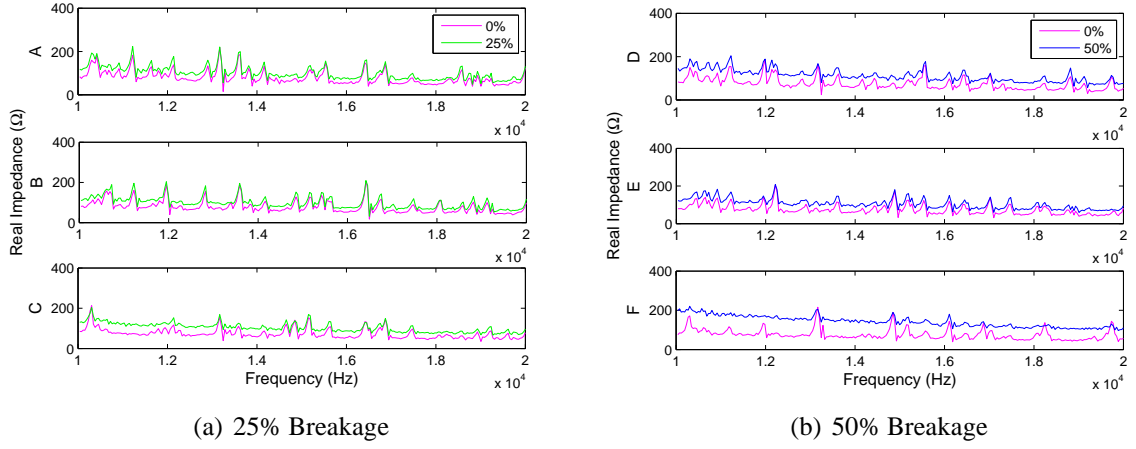 400
200
0
A
0%
25%
1 1.2 1.4 1.6 1.8 2
x 10^4
400
200
0
B
Real Impedance (Ω)
1 1.2 1.4 1.6 1.8 2
x 10^4
400
200
0
C
1 1.2 1.4 1.6 1.8 2
x 10^4
Frequency (Hz)
(a) 25% Breakage
400
200
0
D
0%
50%
1 1.2 1.4 1.6 1.8 2
x 10^4
400
200
0
E
Real Impedance (Ω)
1 1.2 1.4 1.6 1.8 2
x 10^4
400
200
0
F
1 1.2 1.4 1.6 1.8 2
x 10^4
Frequency (Hz)
(b) 50% Breakage